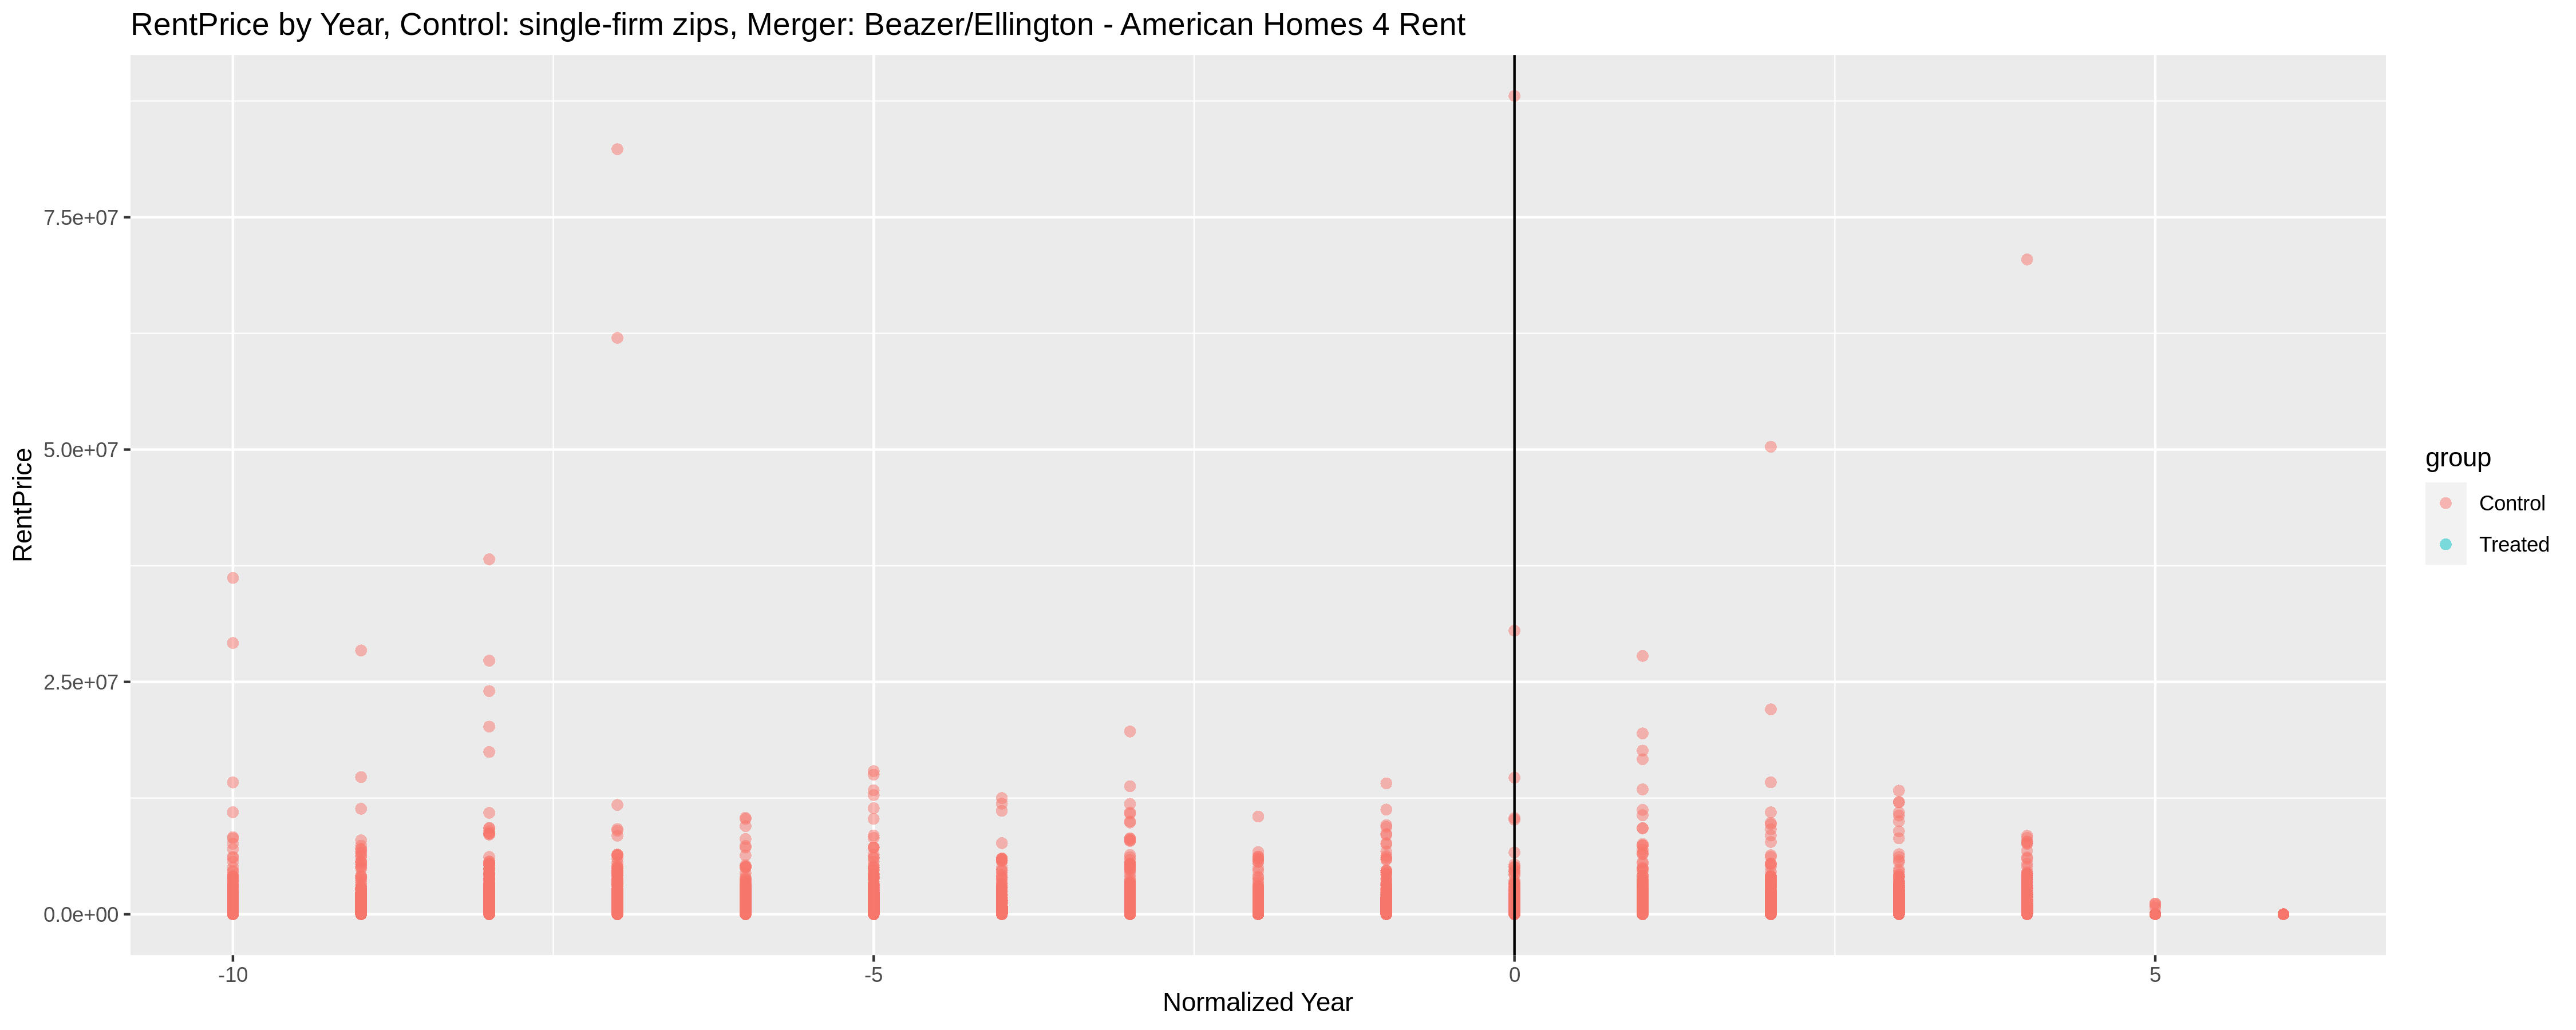 RentPrice by Year, Control: single-firm zips, Merger: Beazer/Ellington - American Homes 4 Rent
RentPrice
7.5e+07
5.0e+07
2.5e+07
0.0e+00
-10
-5
0
5
Normalized Year
group
Control
Treated